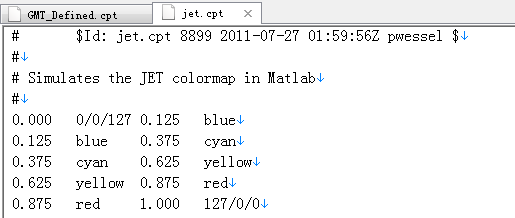 GMT_Defined.cpt jet.cpt
# $Id: jet.cpt 8899 2011-07-27 01:59:56Z pwessel $↓
#↓
# Simulates the JET colormap in Matlab↓
#↓
0.000 0/0/127 0.125 blue↓
0.125 blue 0.375 cyan↓
0.375 cyan 0.625 yellow↓
0.625 yellow 0.875 red↓
0.875 red 1.000 127/0/0↓